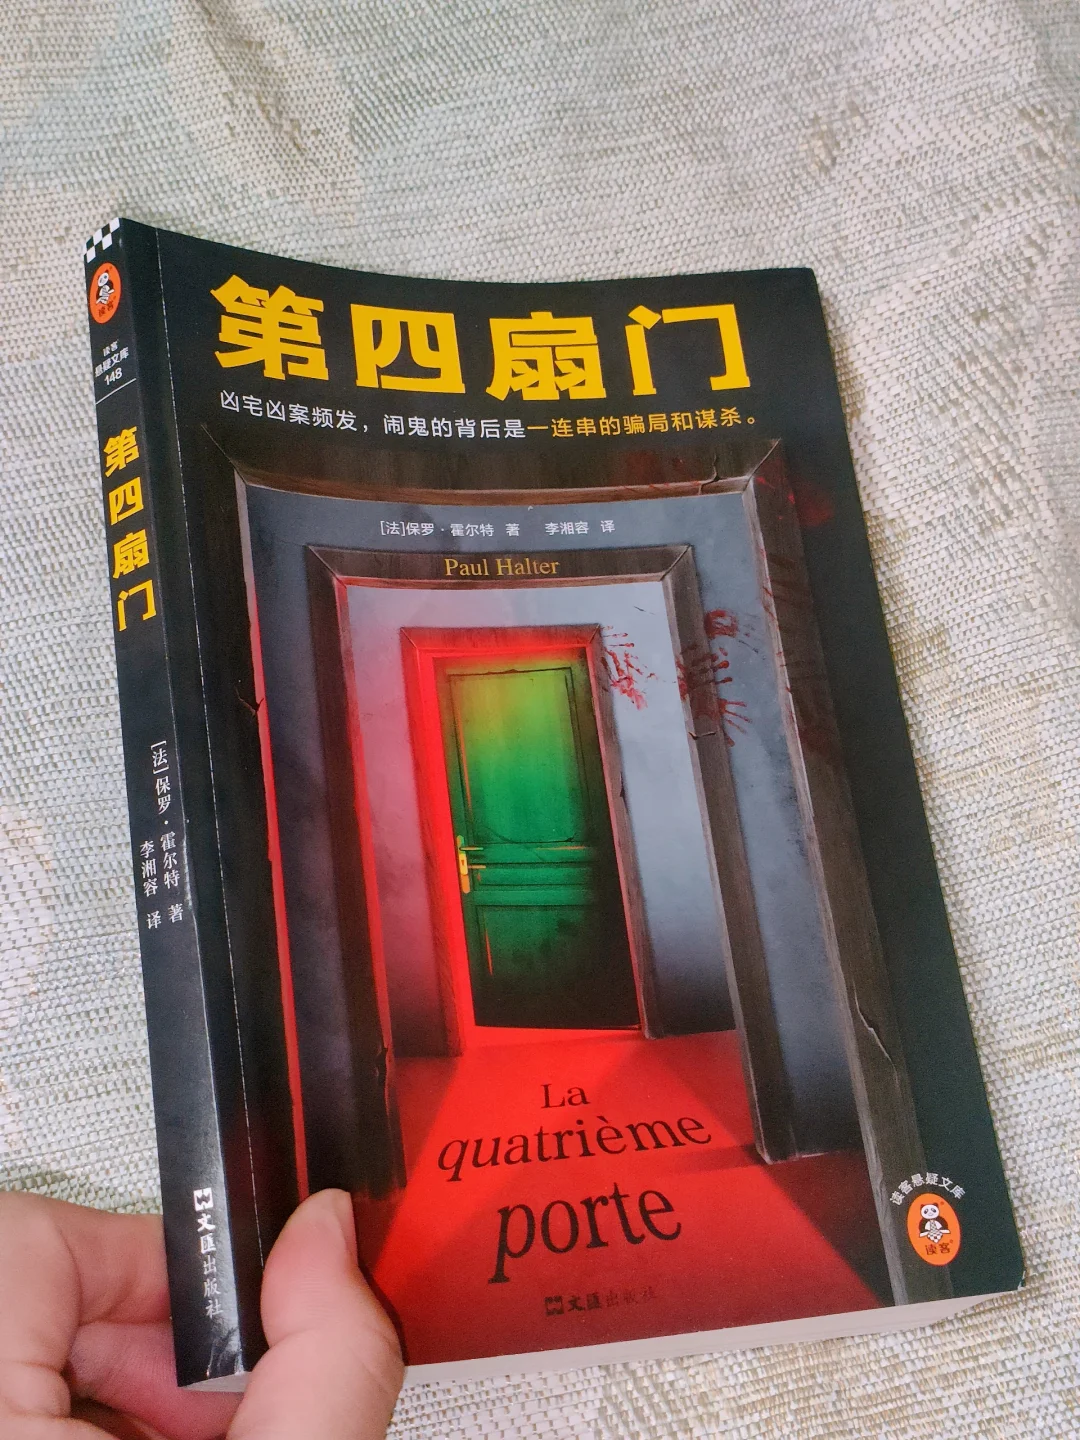 第四扇门
凶宅凶案频发，闹鬼的背后是一连串的骗局和谋杀。
[法]保罗·霍尔特 著 李湘容 译
Paul Halter
La
quatrième
porte
文匯出版社
读客悬疑文库
读客®
读客®
读客
悬疑文库
148
第四扇门
[法]保罗·霍尔特 著
李湘容 译
文匯出版社